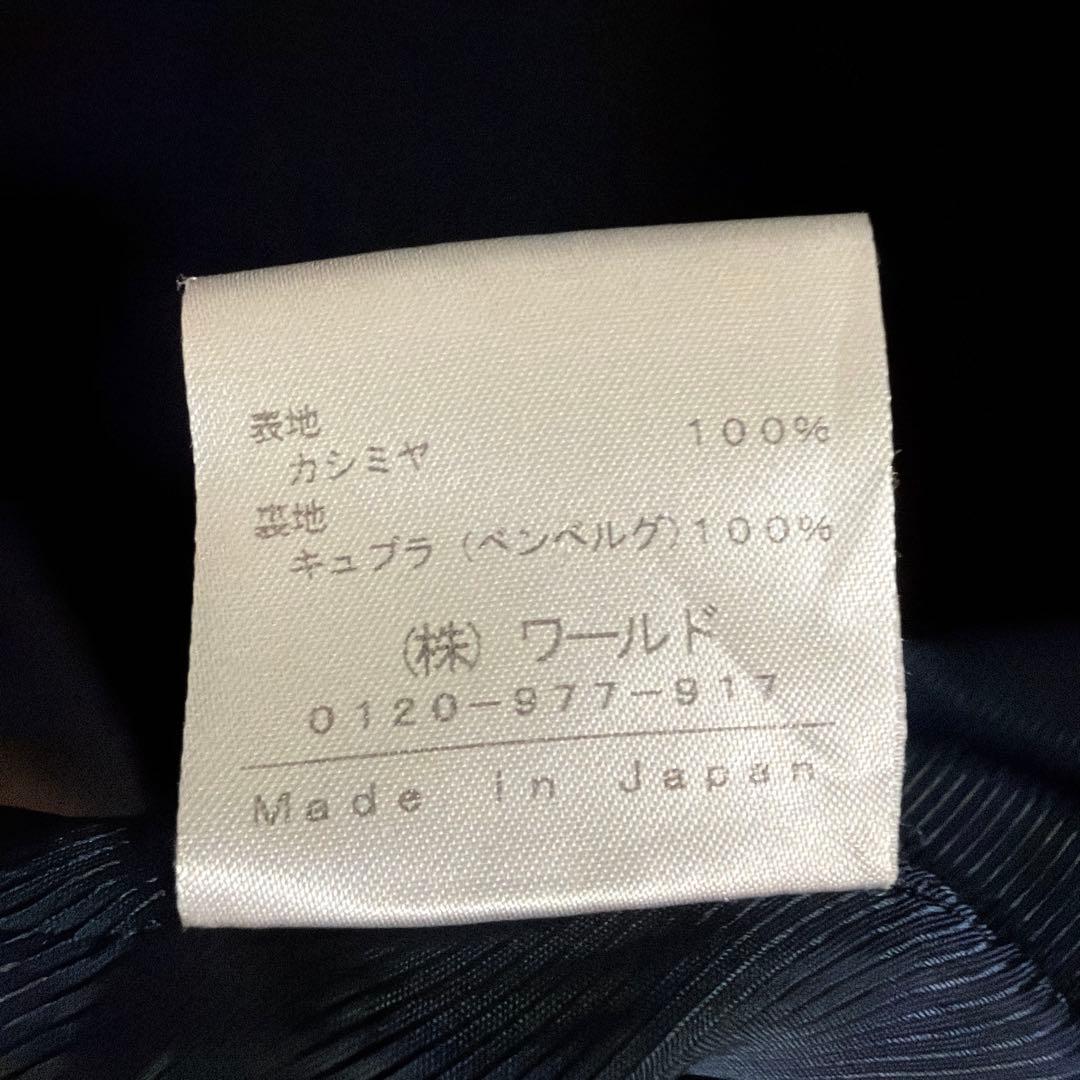 表地
カシミヤ 100%
裏地
キュプラ(ベンベルグ)100%
(株)ワールド
0120-977-917
Made in Japan